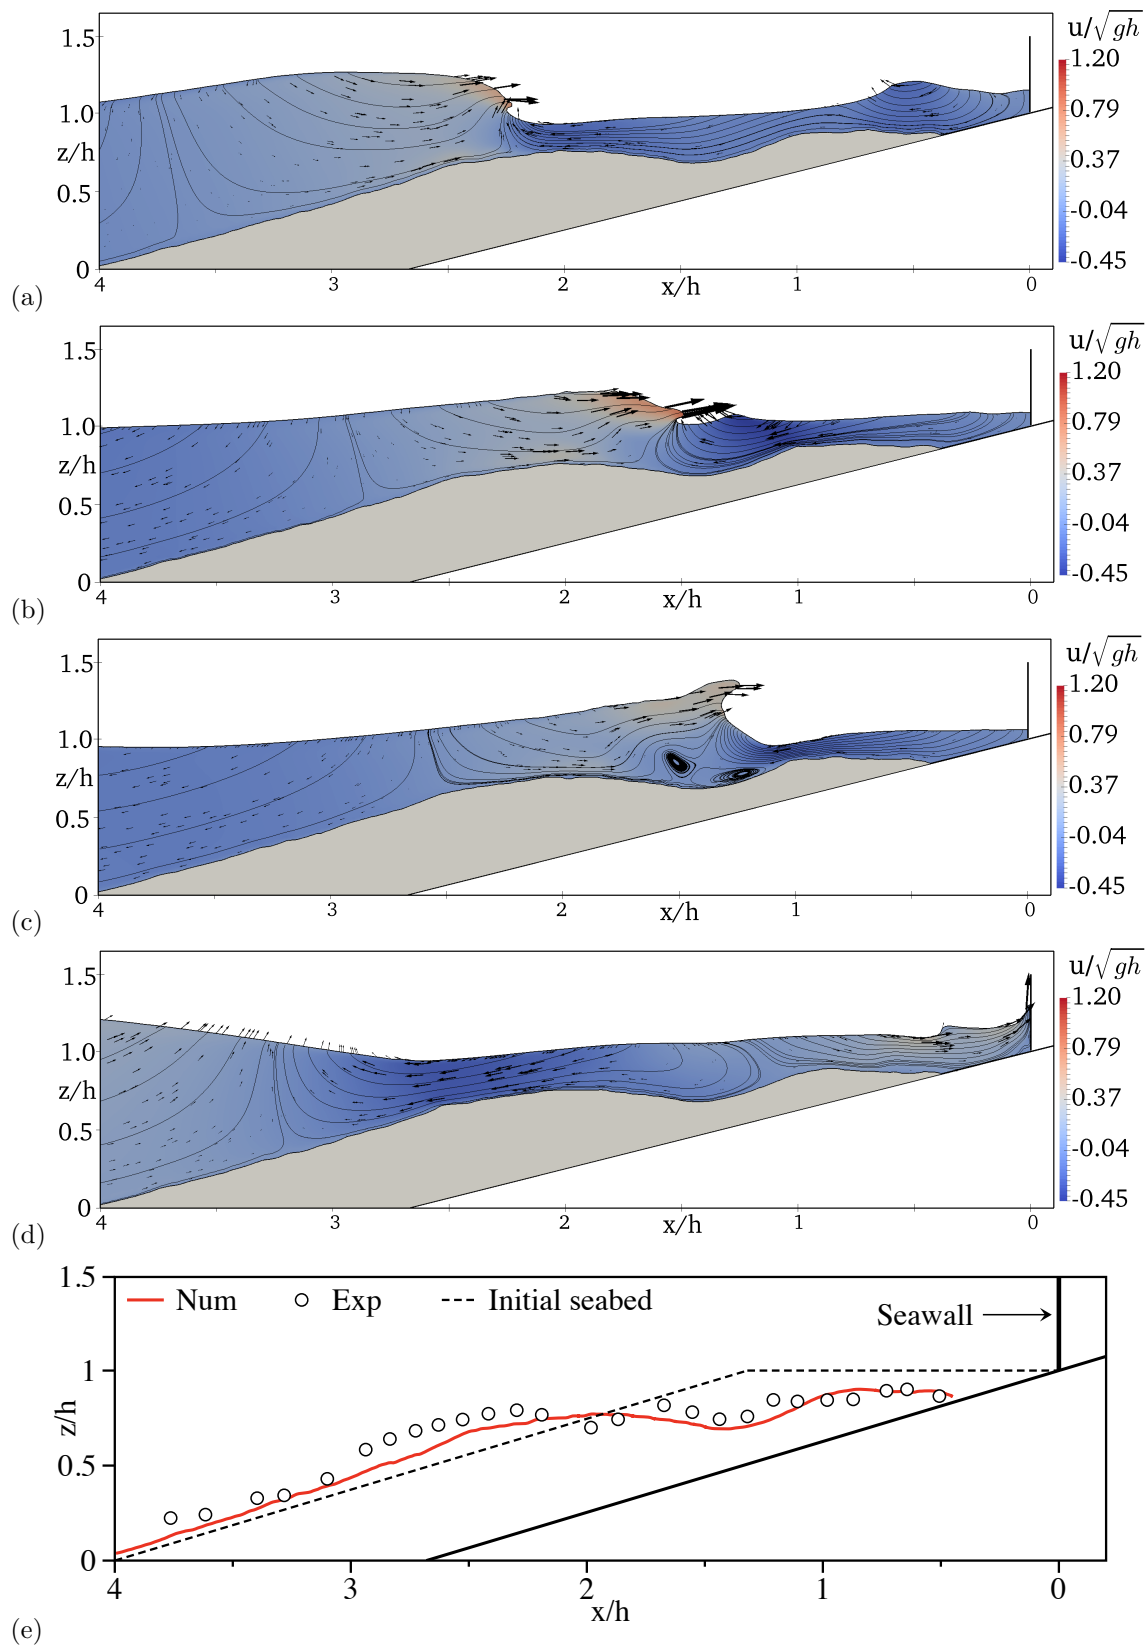 u/√gh
1.5
1.20
1.0
0.79
z/h
0.37
0.5
-0.04
0
-0.45
4 3 2 x/h 1 0
(a)
u/√gh
1.5
1.20
1.0
0.79
z/h
0.37
0.5
-0.04
0
-0.45
4 3 2 x/h 1 0
(b)
u/√gh
1.5
1.20
1.0
0.79
z/h
0.37
0.5
-0.04
0
-0.45
4 3 2 x/h 1 0
(c)
u/√gh
1.5
1.20
1.0
0.79
z/h
0.37
0.5
-0.04
0
-0.45
4 3 2 x/h 1 0
(d)
1.5
Num Exp Initial seabed
Seawall
1
z/h
0.5
0
4 3 2 1 0
x/h
(e)